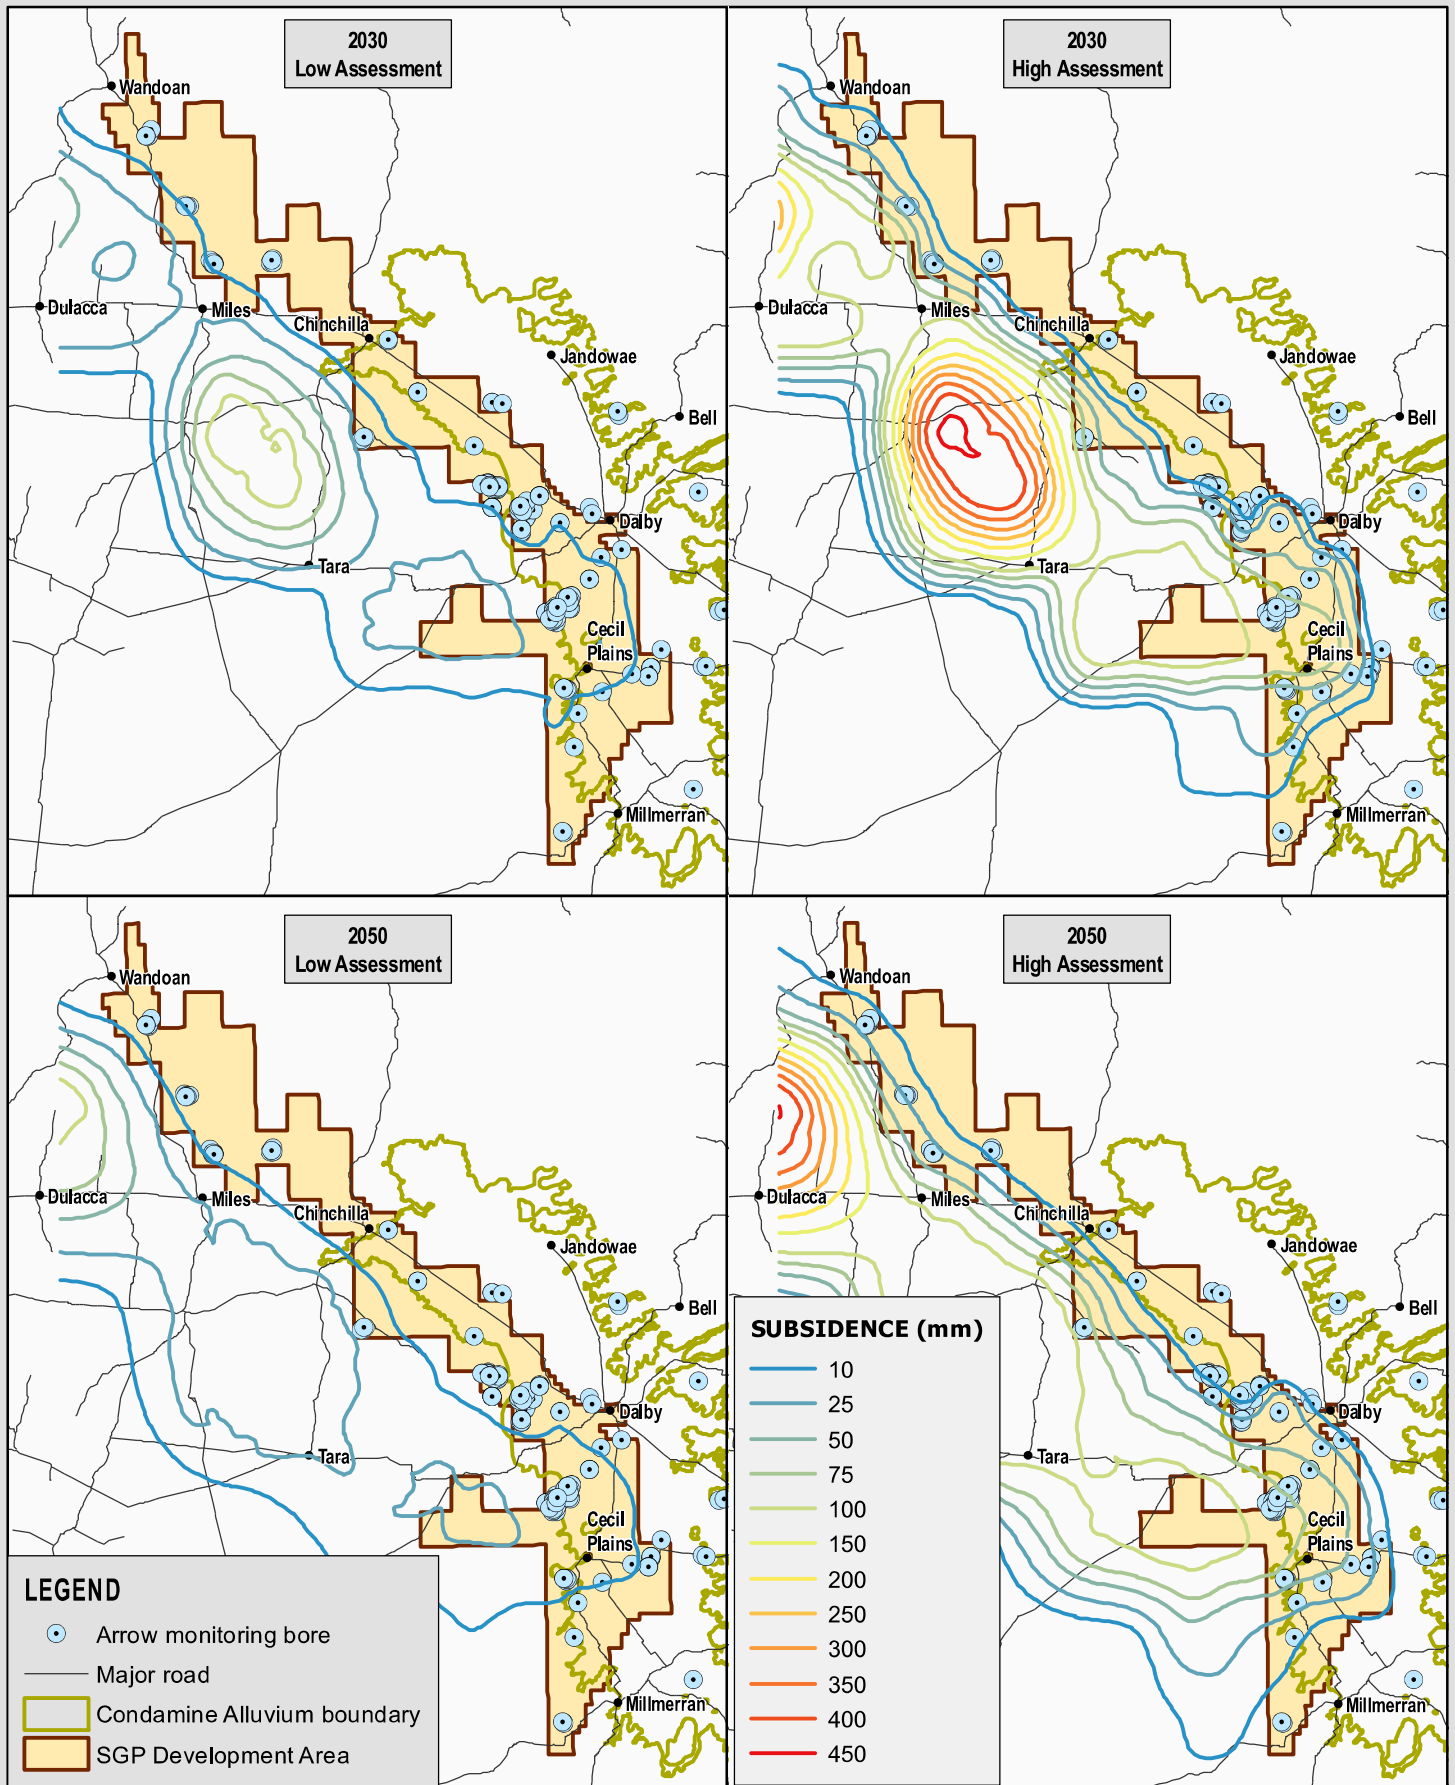 2030
Low Assessment
Wandoan
Dulacca
Miles
Chinchilla
Jandowae
Bell
Dalby
Tara
Cecil
Plains
Millmerran
2030
High Assessment
Wandoan
Dulacca
Miles
Chinchilla
Jandowae
Bell
Dalby
Tara
Cecil
Plains
Millmerran
2050
Low Assessment
Wandoan
Dulacca
Miles
Chinchilla
Jandowae
Bell
Dalby
Tara
Cecil
Plains
Millmerran
LEGEND
Arrow monitoring bore
Major road
Condamine Alluvium boundary
SGP Development Area
2050
High Assessment
Wandoan
Dulacca
Miles
Chinchilla
Jandowae
Bell
Dalby
Tara
Cecil
Plains
Millmerran
SUBSIDENCE (mm)
10
25
50
75
100
150
200
250
300
350
400
450